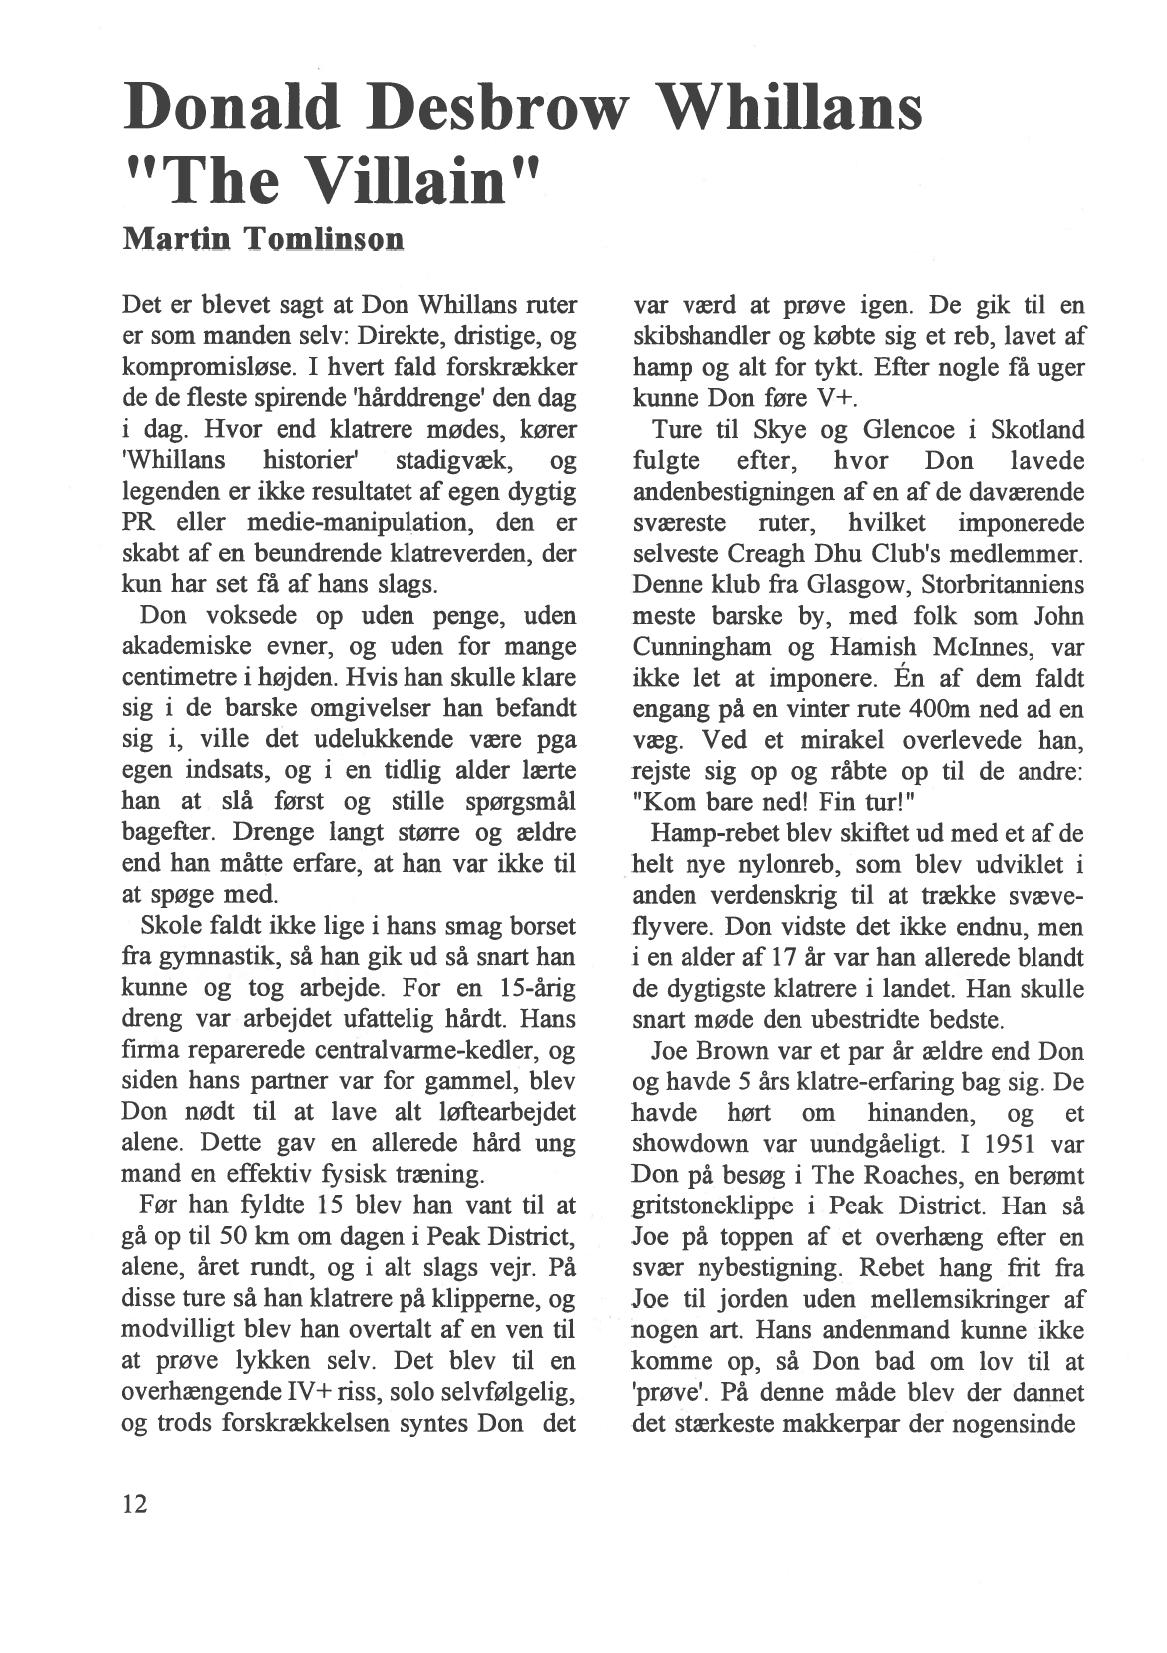 Donald Desbrow Whillans
"The Villain"
Martin Tomlinson
Det er blevet sagt at Don Whillans ruter
er som manden selv: Direkte, dristige, og
kompromisløse. I hvert fald forskrækker
de de fleste spirende 'hårddrenge' den dag
i dag. Hvor end klatrere mødes, kører
'Whillans historier' stadigvæk, og
legenden er ikke resultatet af egen dygtig
PR eller medie-manipulation, den er
skabt af en beundrende klatreverden, der
kun har set få af hans slags.
Don voksede op uden penge, uden
akademiske evner, og uden for mange
centimetre i højden. Hvis han skulle klare
sig i de barske omgivelser han befandt
sig i, ville det udelukkende være pga
egen indsats, og i en tidlig alder lærte
han at slå først og stille spørgsmål
bagefter. Drenge langt større og ældre
end han måtte erfare, at han var ikke til
at spøge med.
Skole faldt ikke lige i hans smag borset
fra gymnastik, så han gik ud så snart han
kunne og tog arbejde. For en 15-årig
dreng var arbejdet ufattelig hårdt. Hans
firma reparerede centralvarme-kedler, og
siden hans partner var for gammel, blev
Don nødt til at lave alt løftearbejdet
alene. Dette gav en allerede hård ung
mand en effektiv fysisk træning.
Før han fyldte 15 blev han vant til at
gå op til 50 km om dagen i Peak District,
alene, året rundt, og i alt slags vejr. På
disse ture så han klatrere på klipperne, og
modvilligt blev han overtalt af en ven til
at prøve lykken selv. Det blev til en
overhængende IV+ riss, solo selvfølgelig,
og trods forskrækkelsen syntes Don det
var værd at prøve igen. De gik til en
skibshandler og købte sig et reb, lavet af
hamp og alt for tykt. Efter nogle få uger
kunne Don føre V+.
Ture til Skye og Glencoe i Skotland
fulgte efter, hvor Don lavede
andenbestigningen af en af de daværende
sværeste ruter, hvilket imponerede
selveste Creagh Dhu Club's medlemmer.
Denne klub fra Glasgow, Storbritanniens
meste barske by, med folk som John
Cunningham og Hamish McInnes, var
ikke let at imponere. Én af dem faldt
engang på en vinter rute 400m ned ad en
væg. Ved et mirakel overlevede han,
rejste sig op og råbte op til de andre:
"Kom bare ned! Fin tur!"
Hamp-rebet blev skiftet ud med et af de
helt nye nylonreb, som blev udviklet i
anden verdenskrig til at trække svæve-
flyvere. Don vidste det ikke endnu, men
i en alder af 17 år var han allerede blandt
de dygtigste klatrere i landet. Han skulle
snart møde den ubestridte bedste.
Joe Brown var et par år ældre end Don
og havde 5 års klatre-erfaring bag sig. De
havde hørt om hinanden, og et
showdown var uundgåeligt. I 1951 var
Don på besøg i The Roaches, en berømt
gritstoneklippe i Peak District. Han så
Joe på toppen af et overhæng efter en
svær nybestigning. Rebet hang frit fra
Joe til jorden uden mellemsikringer af
nogen art. Hans andenmand kunne ikke
komme op, så Don bad om lov til at
'prøve'. På denne måde blev der dannet
det stærkeste makkerpar der nogensinde
12